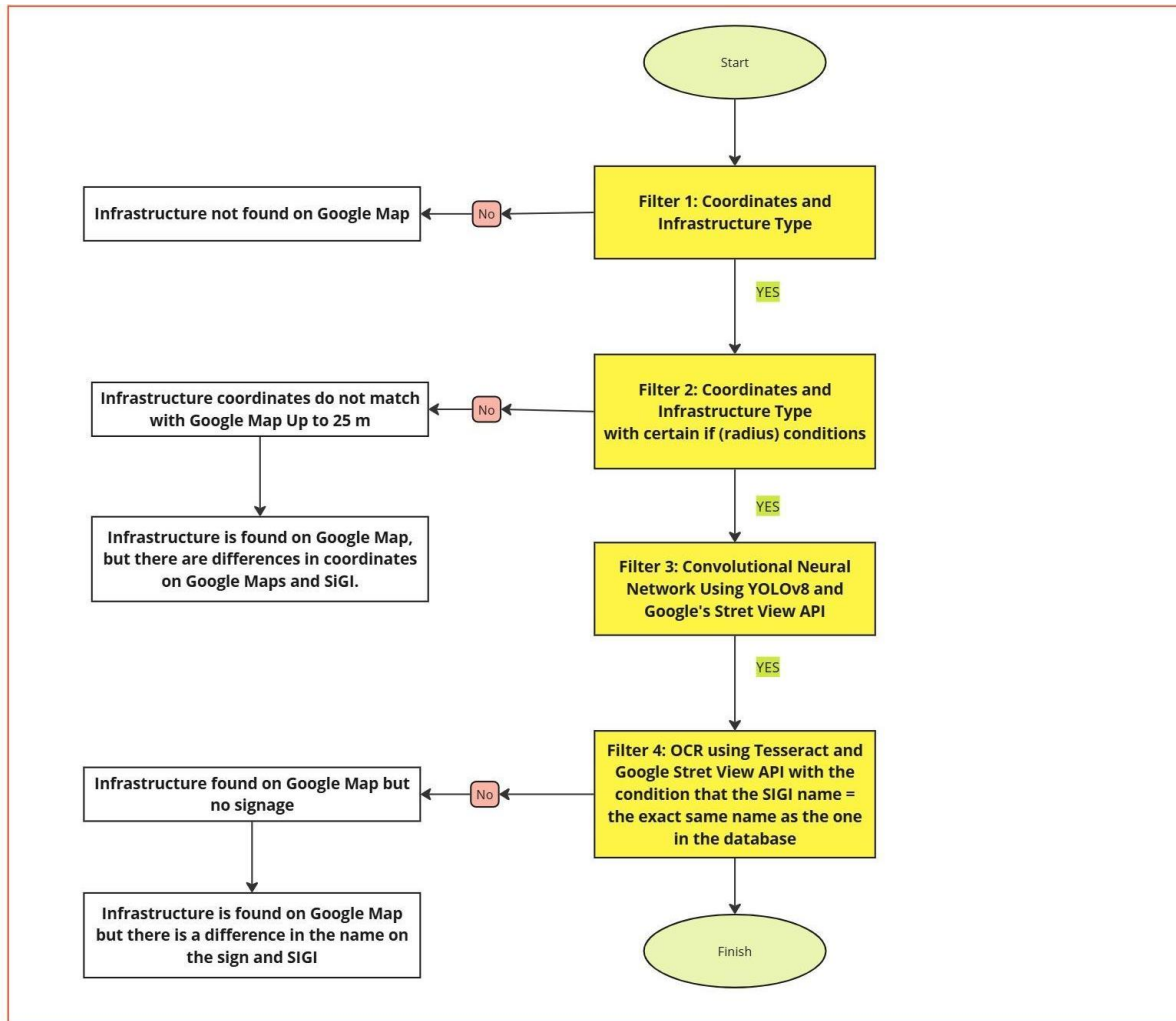 Start
Filter 1: Coordinates and
Infrastructure Type
No
Infrastructure not found on Google Map
YES
Filter 2: Coordinates and
Infrastructure Type
with certain if (radius) conditions
No
Infrastructure coordinates do not match
with Google Map Up to 25 m
Infrastructure is found on Google Map,
but there are differences in coordinates
on Google Maps and SiGI.
YES
Filter 3: Convolutional Neural
Network Using YOLOv8 and
Google's Stret View API
YES
Filter 4: OCR using Tesseract and
Google Stret View API with the
condition that the SIGI name =
the exact same name as the one
in the database
No
Infrastructure found on Google Map but
no signage
Infrastructure is found on Google Map
but there is a difference in the name on
the sign and SIGI
Finish